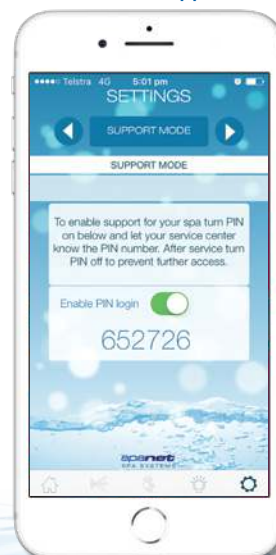 Telstra 4G 5:01 pm
SETTINGS
SUPPORT MODE
SUPPORT MODE
To enable support for your spa turn PIN
on below and let your service center
know the PIN number. After service turn
PIN off to prevent further access.
Enable PIN login
652726
spanet
SPA SYSTEMS